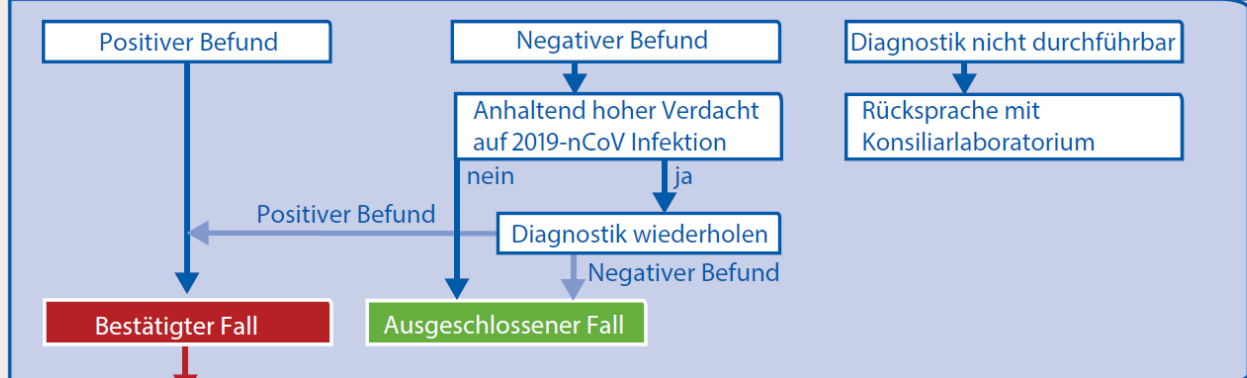 Positiver Befund
Negativer Befund
Diagnostik nicht durchführbar
Anhaltend hoher Verdacht
auf 2019-nCoV Infektion
Rücksprache mit
Konsiliarlaboratorium
nein
ja
Positiver Befund
Diagnostik wiederholen
Negativer Befund
Bestätigter Fall
Ausgeschlossener Fall